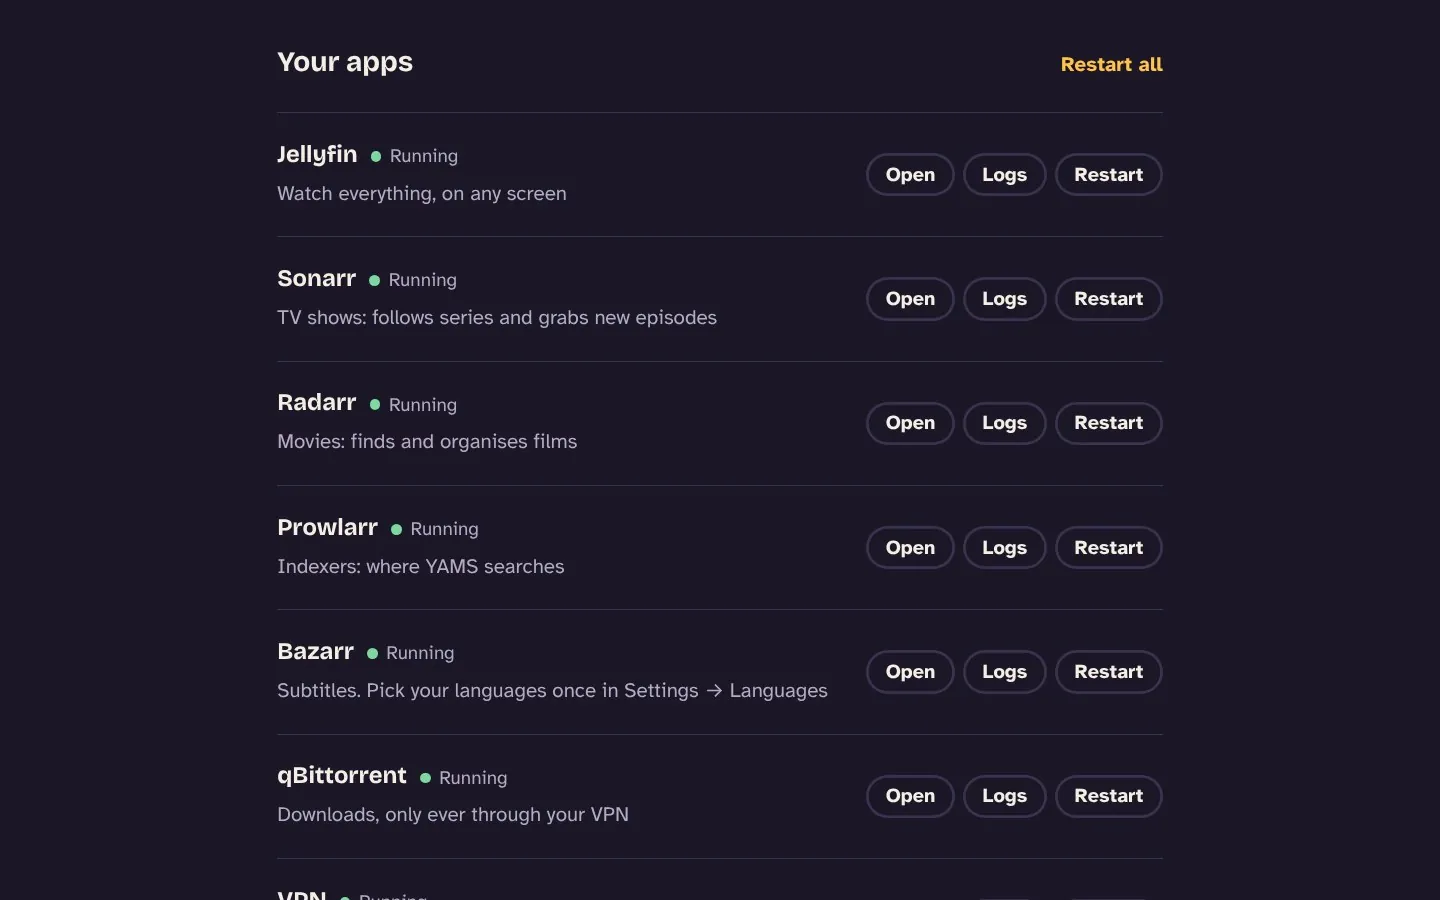 Your apps
Restart all
Jellyfin Running
Watch everything, on any screen
Open Logs Restart
Sonarr Running
TV shows: follows series and grabs new episodes
Open Logs Restart
Radarr Running
Movies: finds and organises films
Open Logs Restart
Prowlarr Running
Indexers: where YAMS searches
Open Logs Restart
Bazarr Running
Subtitles. Pick your languages once in Settings → Languages
Open Logs Restart
qBittorrent Running
Downloads, only ever through your VPN
Open Logs Restart
VPN Running